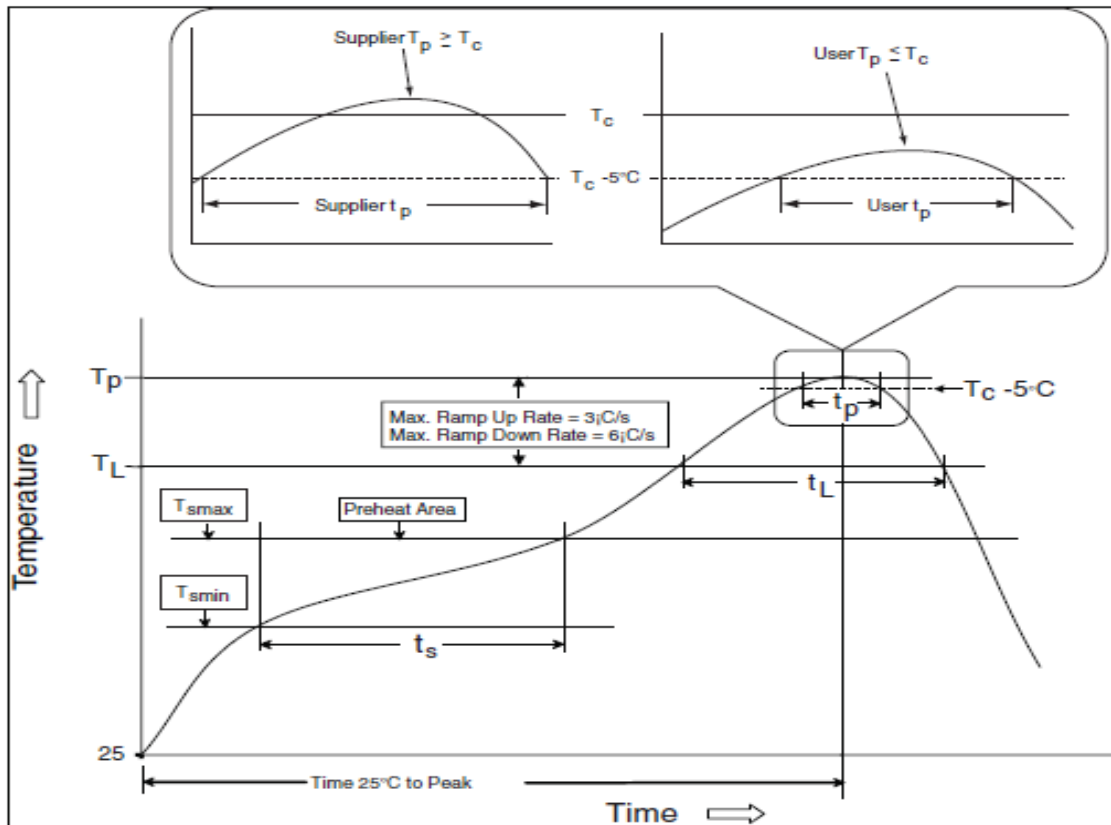 Supplier Tp ≥ Tc
User Tp ≤ Tc
Tc
Tc -5°C
Supplier tp
User tp
Tp
Tc -5°C
tp
Max. Ramp Up Rate = 3¡C/s
Max. Ramp Down Rate = 6¡C/s
TL
tL
Tsmax
Preheat Area
Tsmin
ts
Temperature
25
Time 25°C to Peak
Time